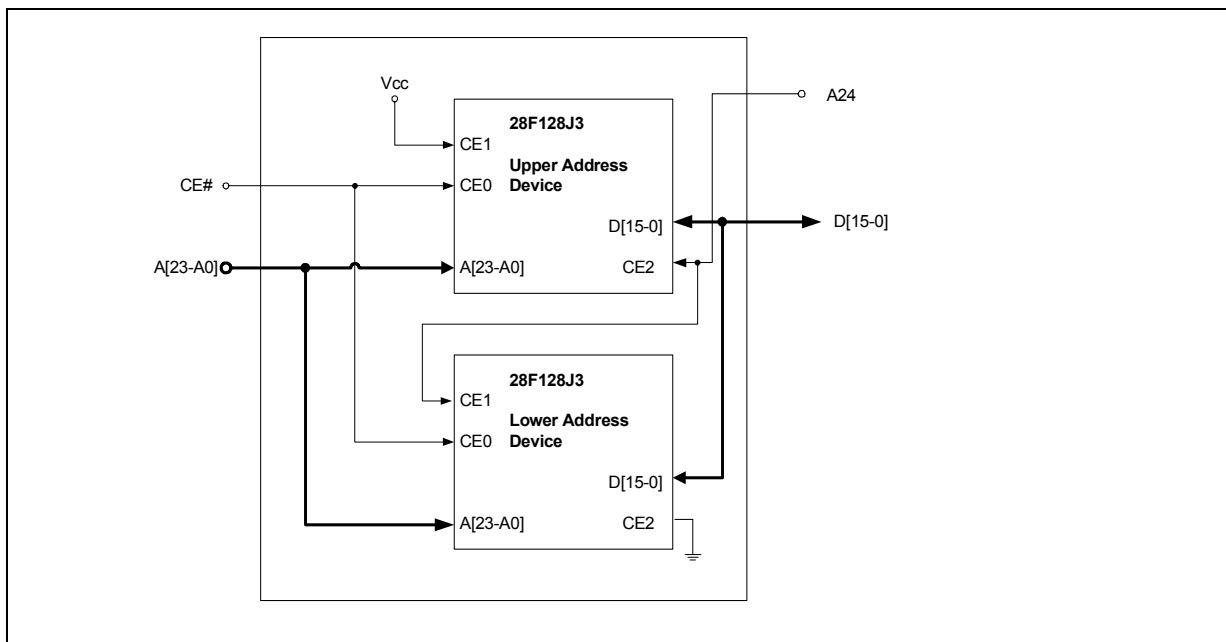 Vcc
A24
28F128J3
CE1
Upper Address
Device
CE#
CE0
D[15-0]
D[15-0]
A[23-A0]
A[23-A0]
CE2
28F128J3
CE1
Lower Address
Device
CE0
D[15-0]
A[23-A0]
CE2